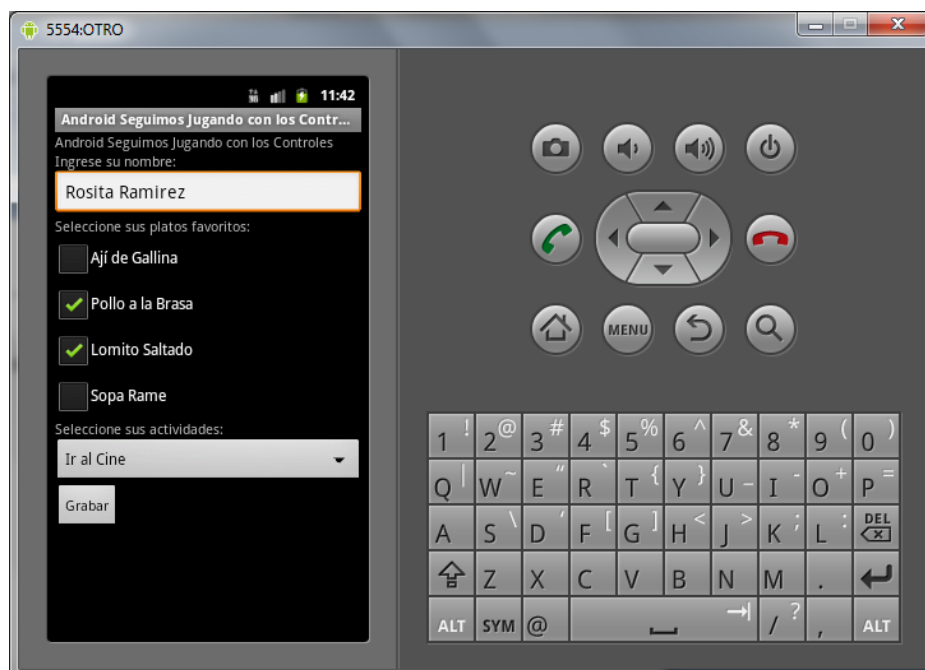 5554:OTRO
11:42
Android Seguimos Jugando con los Contr...
Android Seguimos Jugando con los Controles
Ingrese su nombre:
Rosita Ramirez
Seleccione sus platos favoritos:
Ají de Gallina
Pollo a la Brasa
Lomito Saltado
Sopa Rame
Seleccione sus actividades:
Ir al Cine
Grabar
MENU
1 ! 2 @ 3 # 4 $ 5 % 6 ^ 7 & 8 * 9 ( 0 )
Q | W ~ E " R ` T { Y } U _ I - O + P =
A S \ D ' F [ G ] H < J > K ; L : DEL
Z X C V B N M .
ALT SYM @ / ? , ALT